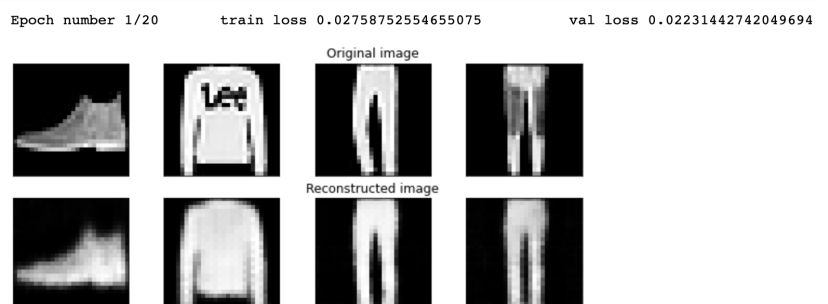 Epoch number 1/20 train loss 0.02758752554655075 val loss 0.02231442742049694
Original image
Lee
Reconstructed image